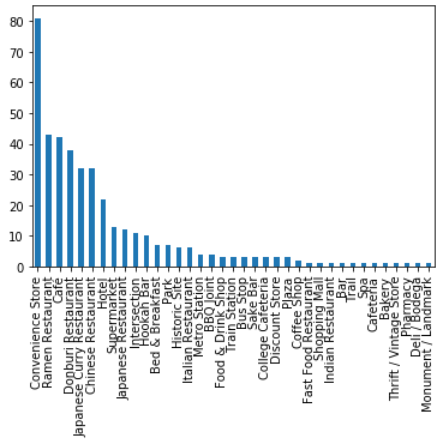 80
70
60
50
40
30
20
10
0
Convenience Store
Ramen Restaurant
Café
Donburi Restaurant
Japanese Curry Restaurant
Chinese Restaurant
Hotel
Supermarket
Japanese Restaurant
Intersection
Hookah Bar
Bed & Breakfast
Park
Historic Site
Italian Restaurant
Metro Station
BBQ Joint
Food & Drink Shop
Train Station
Bus Stop
Sake Bar
College Cafeteria
Discount Store
Plaza
Coffee Shop
Fast Food Restaurant
Shopping Mall
Indian Restaurant
Bar
Trail
Spa
Cafeteria
Bakery
Thrift / Vintage Store
Pharmacy
Deli / Bodega
Monument / Landmark